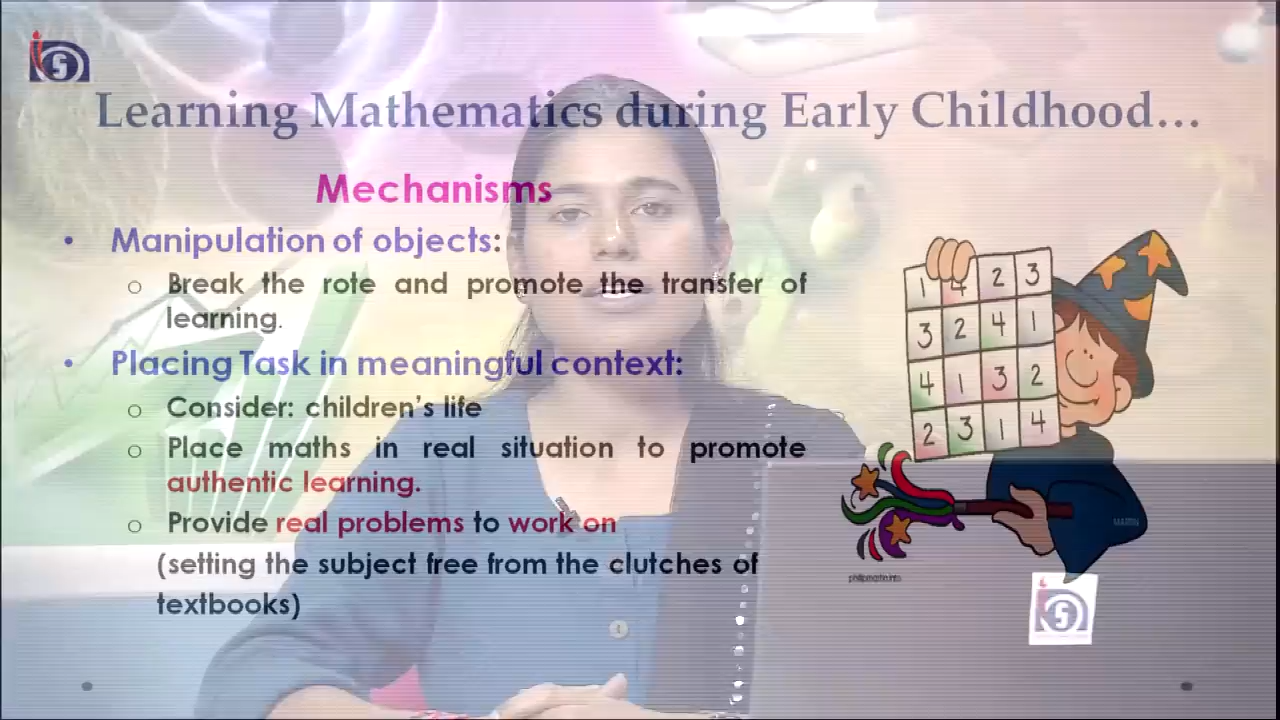 Learning Mathematics during Early Childhood...
Mechanisms
• Manipulation of objects:
o Break the rote and promote the transfer of
learning.
• Placing Task in meaningful context:
o Consider: children's life
o Place maths in real situation to promote
authentic learning.
o Provide real problems to work on
(setting the subject free from the clutches of
textbooks)
1 4 2 3
3 2 4 1
4 1 3 2
2 3 1 4
MARTIN